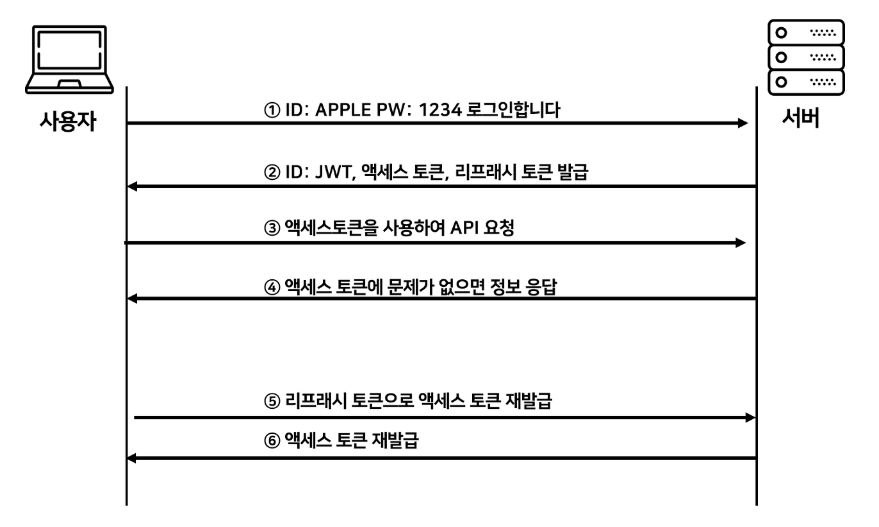 사용자
서버
① ID: APPLE PW: 1234 로그인합니다
② ID: JWT, 액세스 토큰, 리프래시 토큰 발급
③ 액세스토큰을 사용하여 API 요청
④ 액세스 토큰에 문제가 없으면 정보 응답
⑤ 리프래시 토큰으로 액세스 토큰 재발급
⑥ 액세스 토큰 재발급